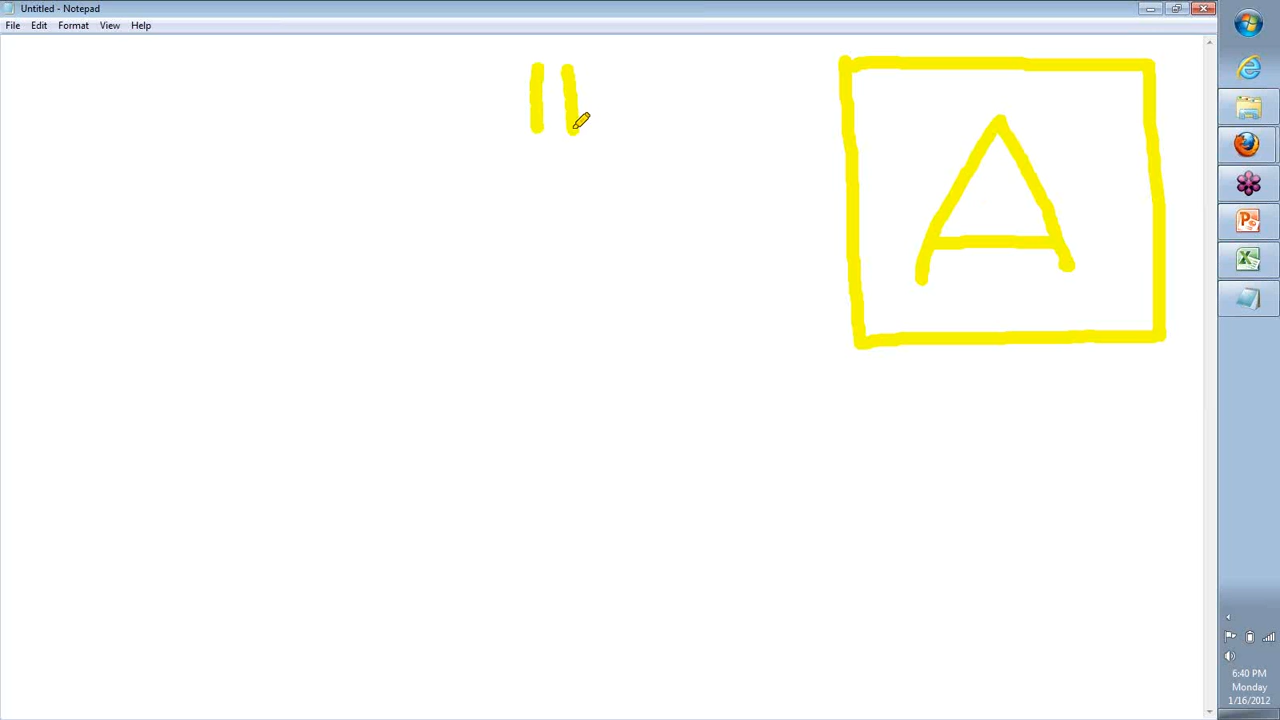 Untitled - Notepad
File Edit Format View Help
A
6:40 PM
Monday
1/16/2012